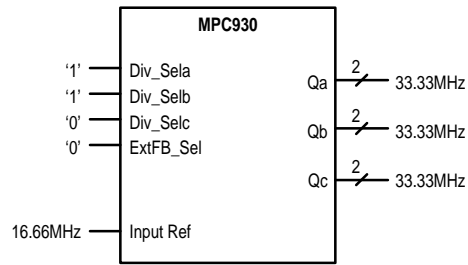 MPC930
‘1’ Div_Sela
‘1’ Div_Selb
‘0’ Div_Selc
‘0’ ExtFB_Sel
16.66MHz Input Ref
Qa 2 33.33MHz
Qb 2 33.33MHz
Qc 2 33.33MHz